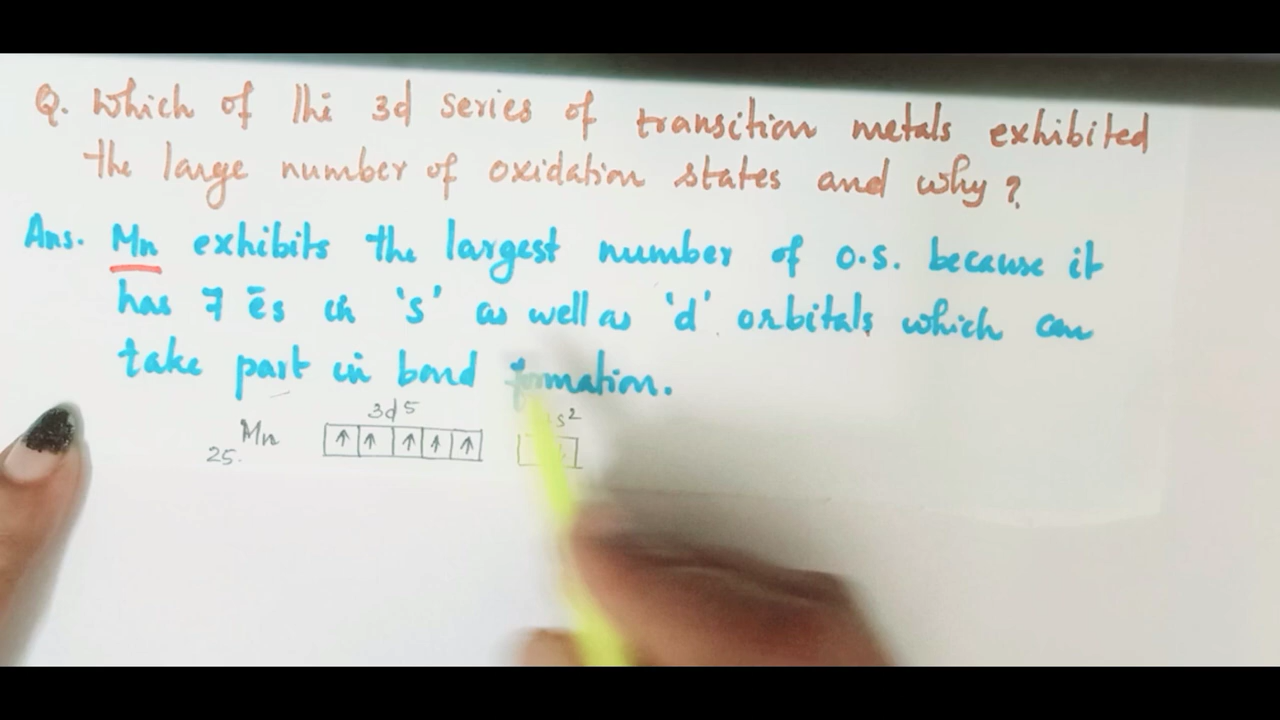 Q. Which of the 3d series of transition metals exhibited
the large number of oxidation states and why?
Ans. Mn exhibits the largest number of o.s. because it
has 7 ēs in 's' as well as 'd' orbitals which can
take part in bond formation.
3d5 s2
25 Mn ↑ ↑ ↑ ↑ ↑